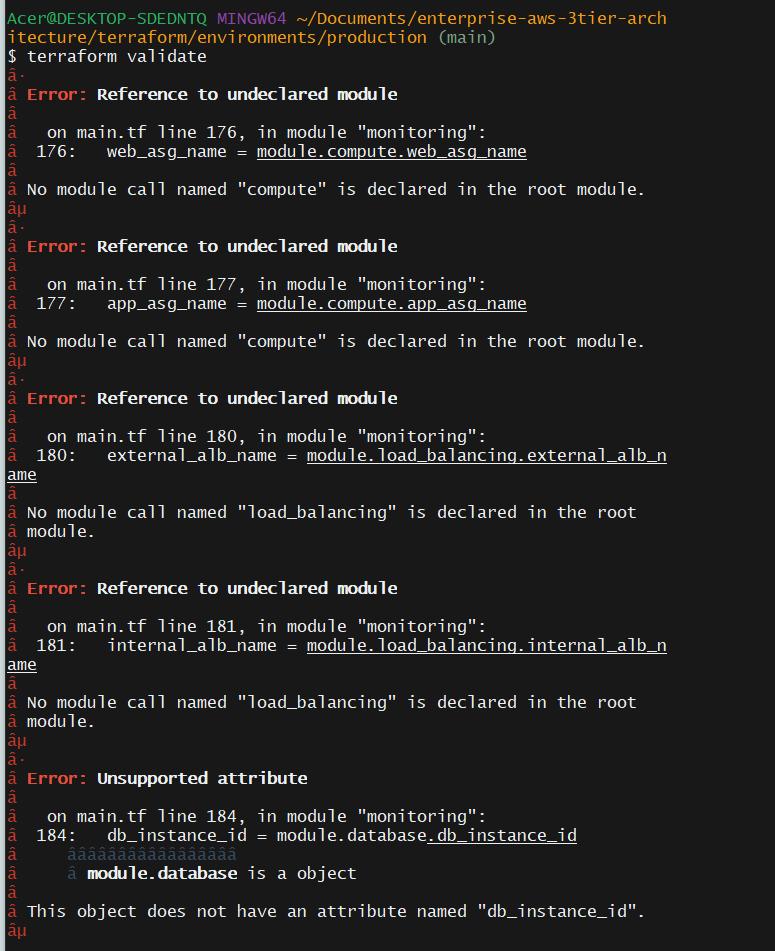 Acer@DESKTOP-SDEDNTQ MINGW64 ~/Documents/enterprise-aws-3tier-arch
itecture/terraform/environments/production (main)
$ terraform validate
â·
â Error: Reference to undeclared module
â
â   on main.tf line 176, in module "monitoring":
â  176:   web_asg_name = module.compute.web_asg_name
â
â No module call named "compute" is declared in the root module.
âµ
â·
â Error: Reference to undeclared module
â
â   on main.tf line 177, in module "monitoring":
â  177:   app_asg_name = module.compute.app_asg_name
â
â No module call named "compute" is declared in the root module.
âµ
â·
â Error: Reference to undeclared module
â
â   on main.tf line 180, in module "monitoring":
â  180:   external_alb_name = module.load_balancing.external_alb_n
ame
â
â No module call named "load_balancing" is declared in the root
â module.
âµ
â·
â Error: Reference to undeclared module
â
â   on main.tf line 181, in module "monitoring":
â  181:   internal_alb_name = module.load_balancing.internal_alb_n
ame
â
â No module call named "load_balancing" is declared in the root
â module.
âµ
â·
â Error: Unsupported attribute
â
â   on main.tf line 184, in module "monitoring":
â  184:   db_instance_id = module.database.db_instance_id
â     âââââââââââââââââ
â     â module.database is a object
â
â This object does not have an attribute named "db_instance_id".
âµ